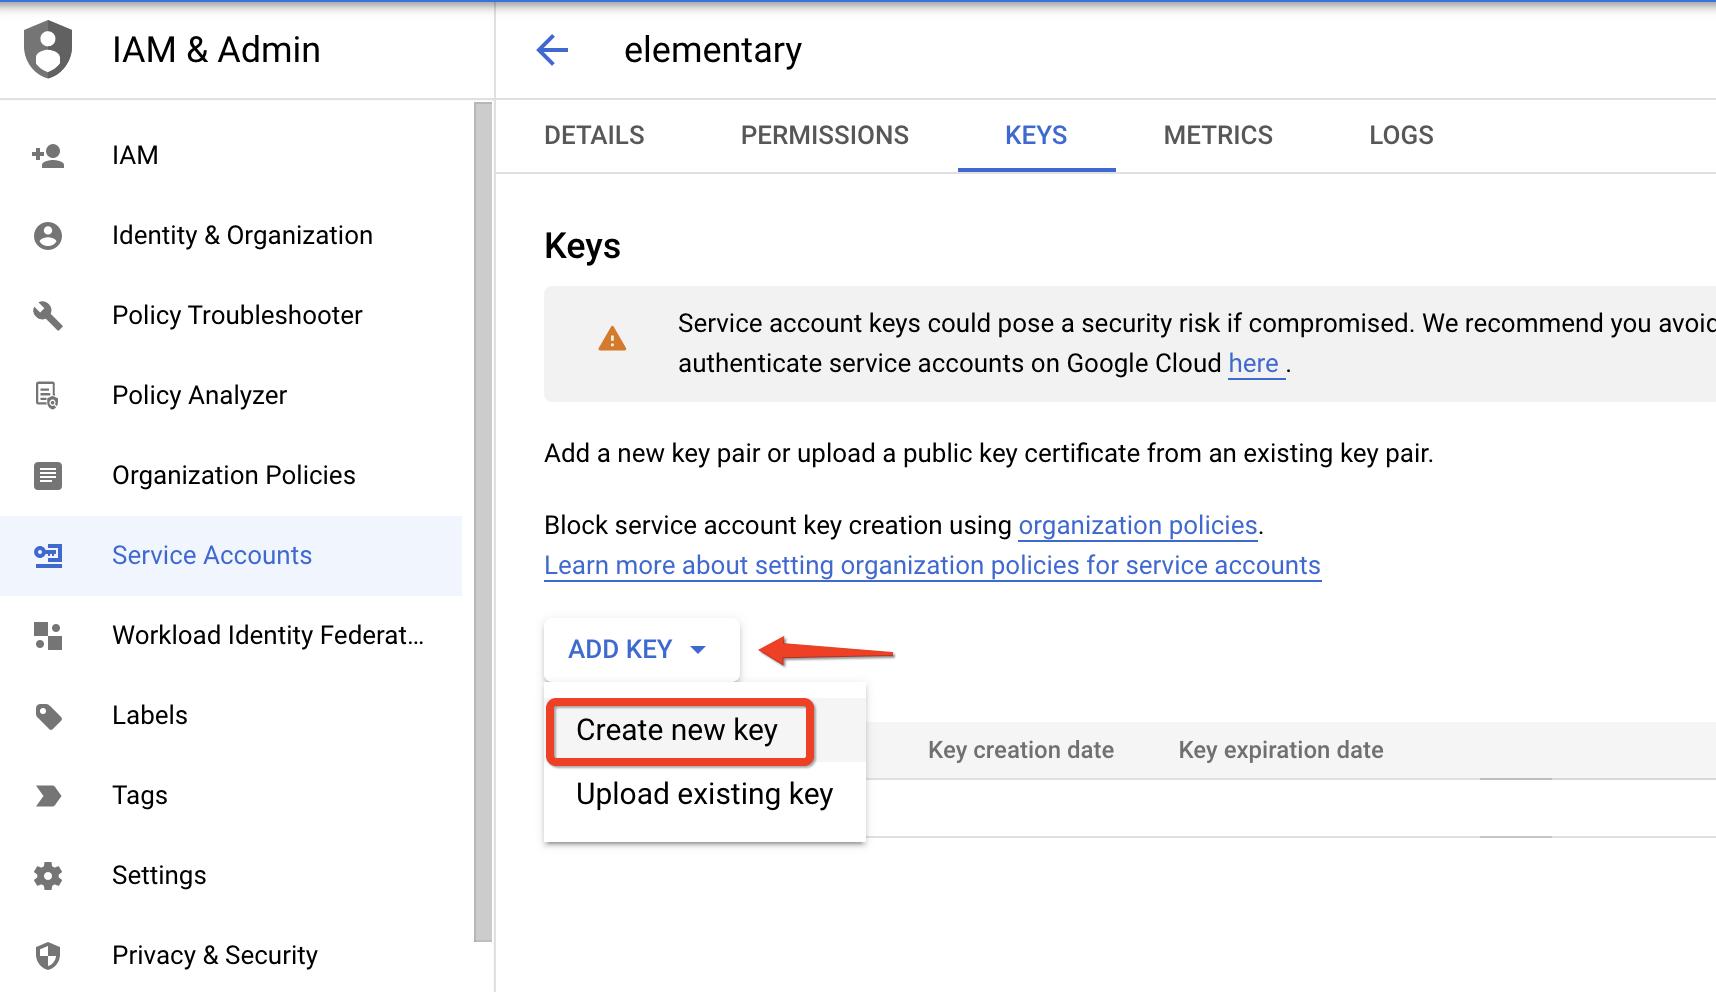 IAM & Admin
IAM
Identity & Organization
Policy Troubleshooter
Policy Analyzer
Organization Policies
Service Accounts
Workload Identity Federat...
Labels
Tags
Settings
Privacy & Security
elementary
DETAILS PERMISSIONS KEYS METRICS LOGS
Keys
Service account keys could pose a security risk if compromised. We recommend you avoid
authenticate service accounts on Google Cloud here .
Add a new key pair or upload a public key certificate from an existing key pair.
Block service account key creation using organization policies.
Learn more about setting organization policies for service accounts
ADD KEY
Create new key
Upload existing key
Key creation date Key expiration date